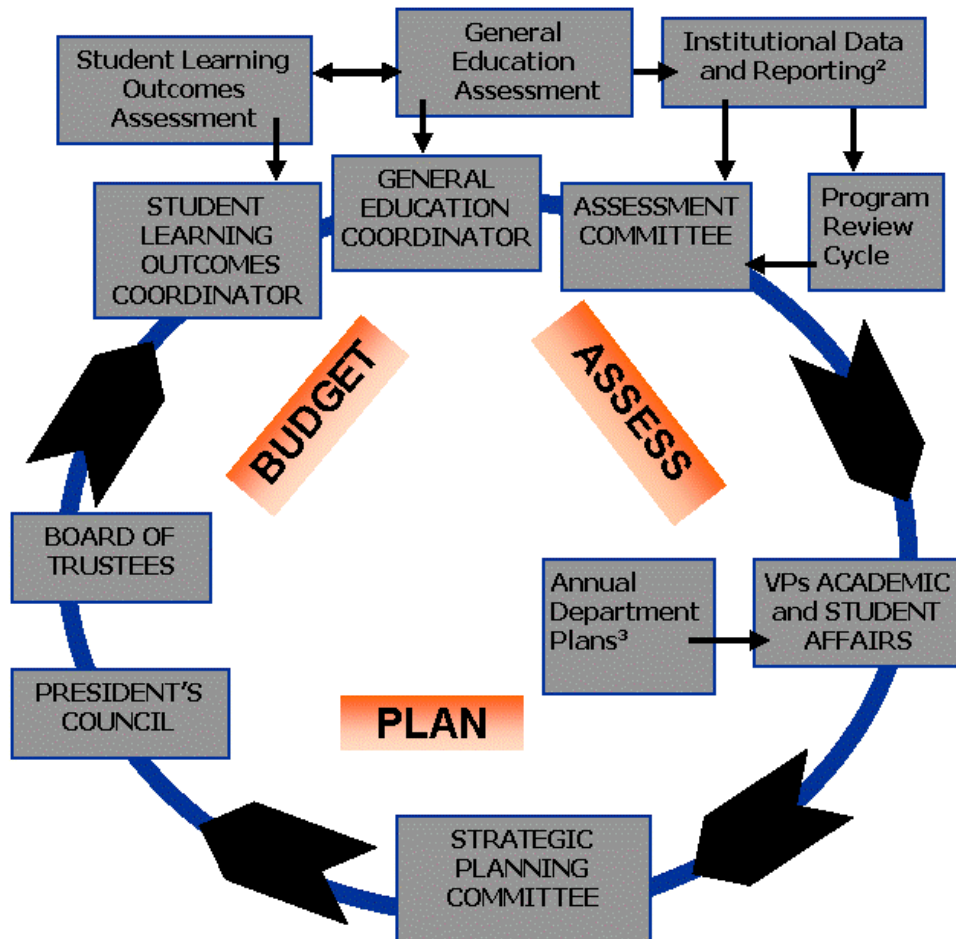 Student Learning
Outcomes
Assessment
General
Education
Assessment
Institutional Data
and Reporting²
STUDENT
LEARNING
OUTCOMES
COORDINATOR
GENERAL
EDUCATION
COORDINATOR
ASSESSMENT
COMMITTEE
Program
Review
Cycle
BUDGET
ASSESS
BOARD OF
TRUSTEES
Annual
Department
Plans³
VPs ACADEMIC
and STUDENT
AFFAIRS
PRESIDENT'S
COUNCIL
PLAN
STRATEGIC
PLANNING
COMMITTEE